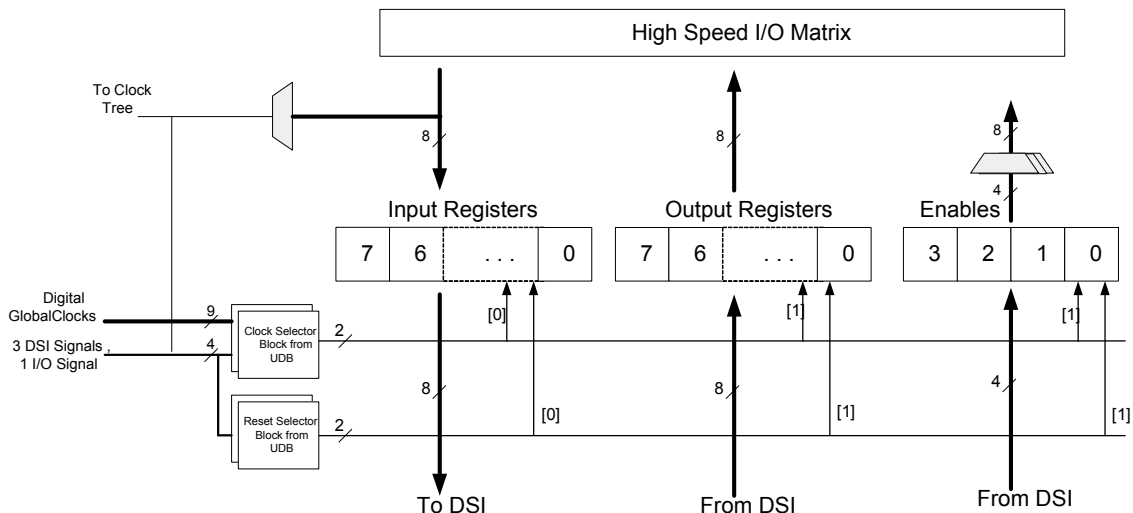 High Speed I/O Matrix
To Clock
Tree
8
8
8
4
Input Registers
Output Registers
Enables
7 6 . . . 0
7 6 . . . 0
3 2 1 0
Digital
GlobalClocks
9
3 DSI Signals ,
1 I/O Signal
4
Clock Selector
Block from
UDB
2
[0]
[1]
[1]
8
8
4
Reset Selector
Block from
UDB
2
[0]
[1]
[1]
To DSI
From DSI
From DSI